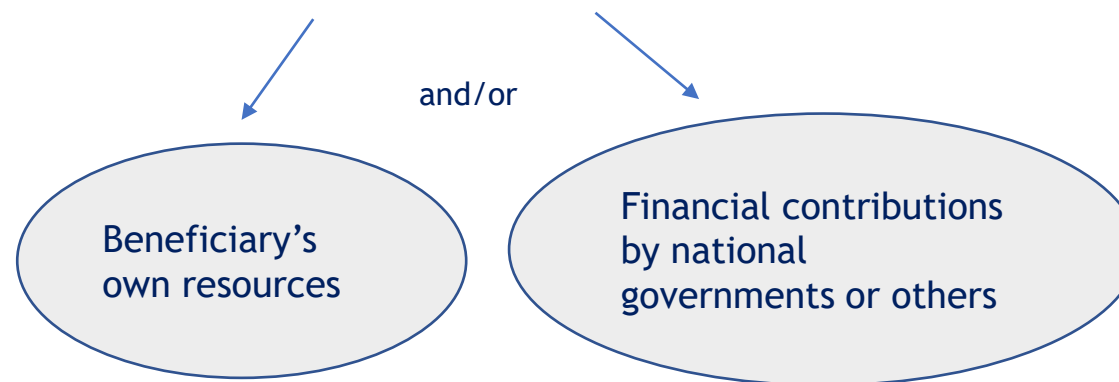 and/or
Beneficiary’s
own resources
Financial contributions
by national
governments or others